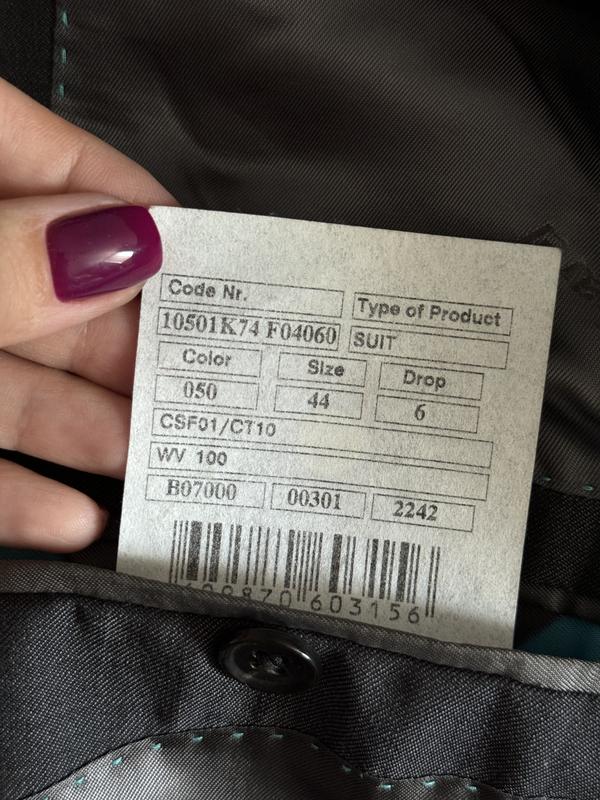 Code Nr.
Type of Product
10501K74 F04060
SUIT
Color
Size
Drop
050
44
6
CSF01/CT10
WV 100
B07000
00301
2242
603156